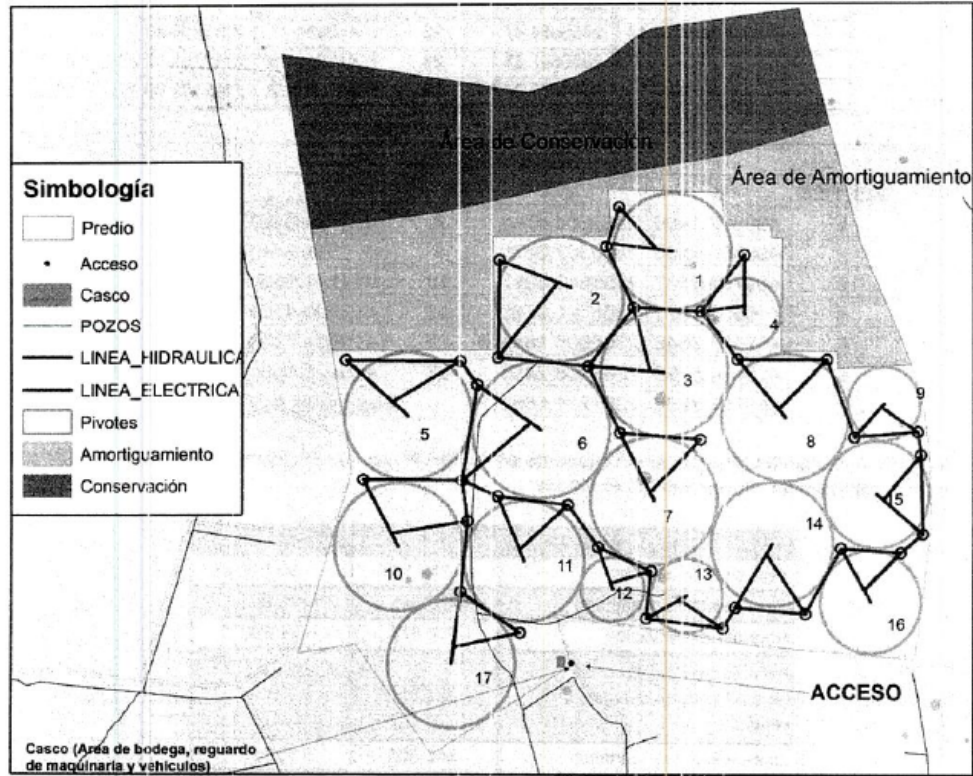 Área de Conservación
Área de Amortiguamiento
Simbología
Predio
Acceso
Casco
POZOS
LINEA_HIDRAULICA
LINEA_ELECTRICA
Pivotes
Amortiguamiento
Conservación
1
2
4
3
9
5
6
8
15
7
14
10
11
13
12
16
17
ACCESO
Casco (Area de bodega, reguardo
de maquinaria y vehiculos)